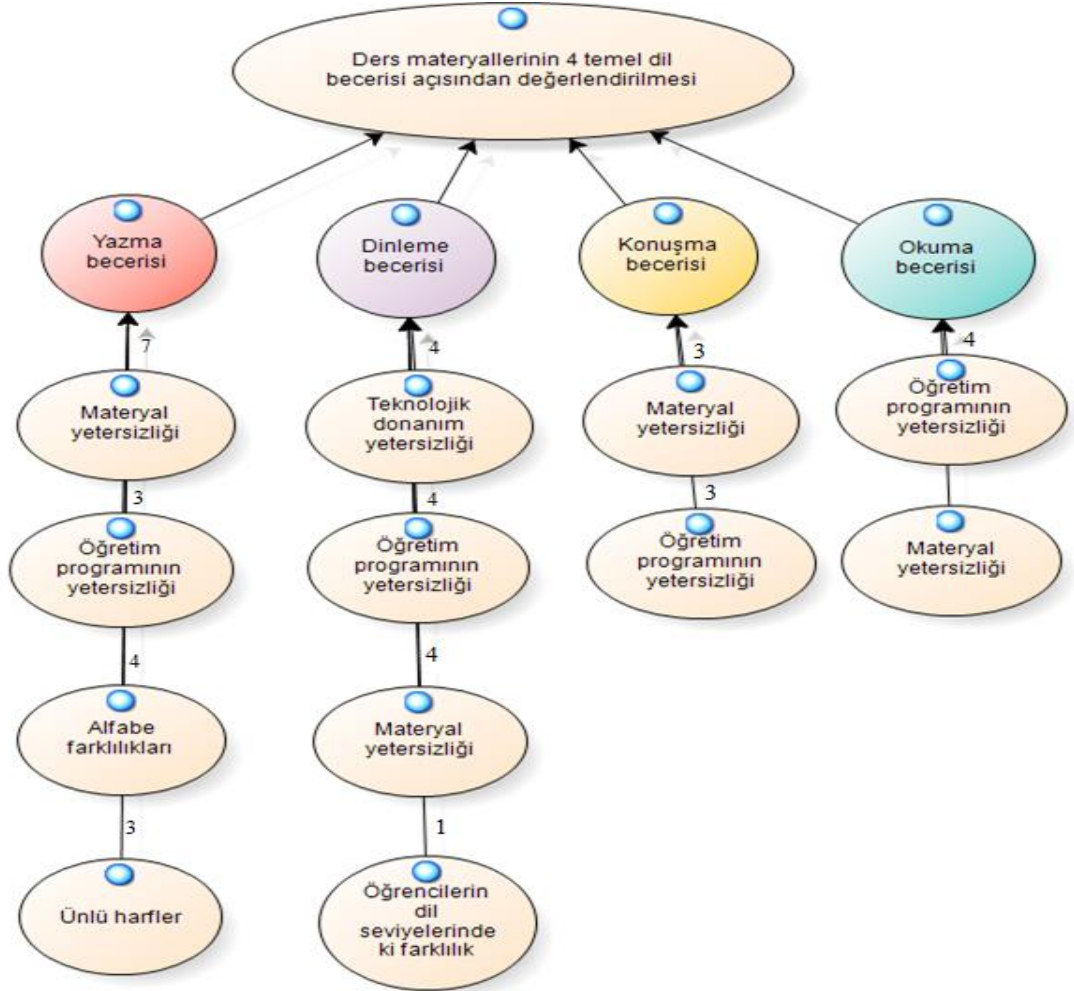 Ders materyallerinin 4 temel dil
becerisi açısından değerlendirilmesi
Yazma
becerisi
Dinleme
becerisi
Konuşma
becerisi
Okuma
becerisi
7
4
3
4
Materyal
yetersizliği
Teknolojik
donanım
yetersizliği
Materyal
yetersizliği
Öğretim
programının
yetersizliği
3
4
3
Öğretim
programının
yetersizliği
Öğretim
programının
yetersizliği
Öğretim
programının
yetersizliği
Materyal
yetersizliği
4
4
Alfabe
farklılıkları
Materyal
yetersizliği
3
1
Ünlü harfler
Öğrencilerin
dil
seviyelerinde
ki farklılık